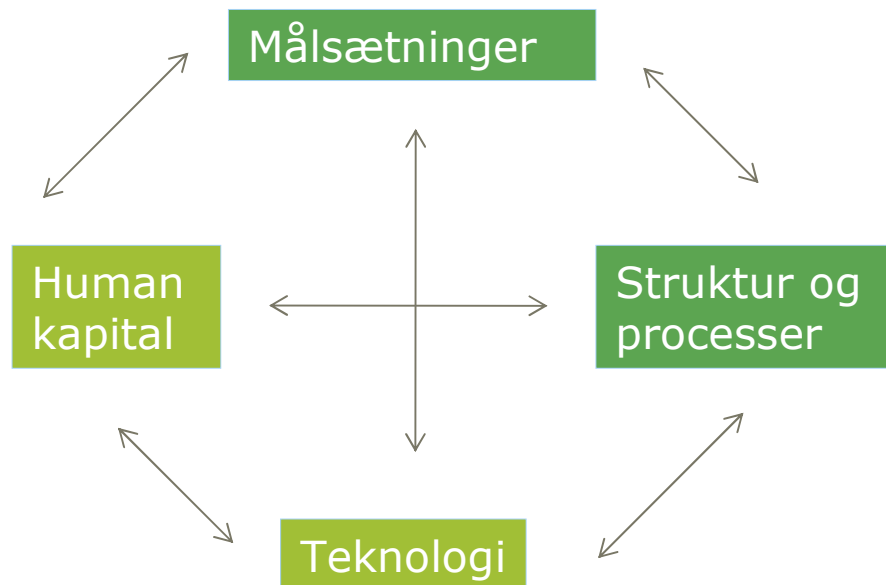 Målsætninger
Human
kapital
Struktur og
processer
Teknologi